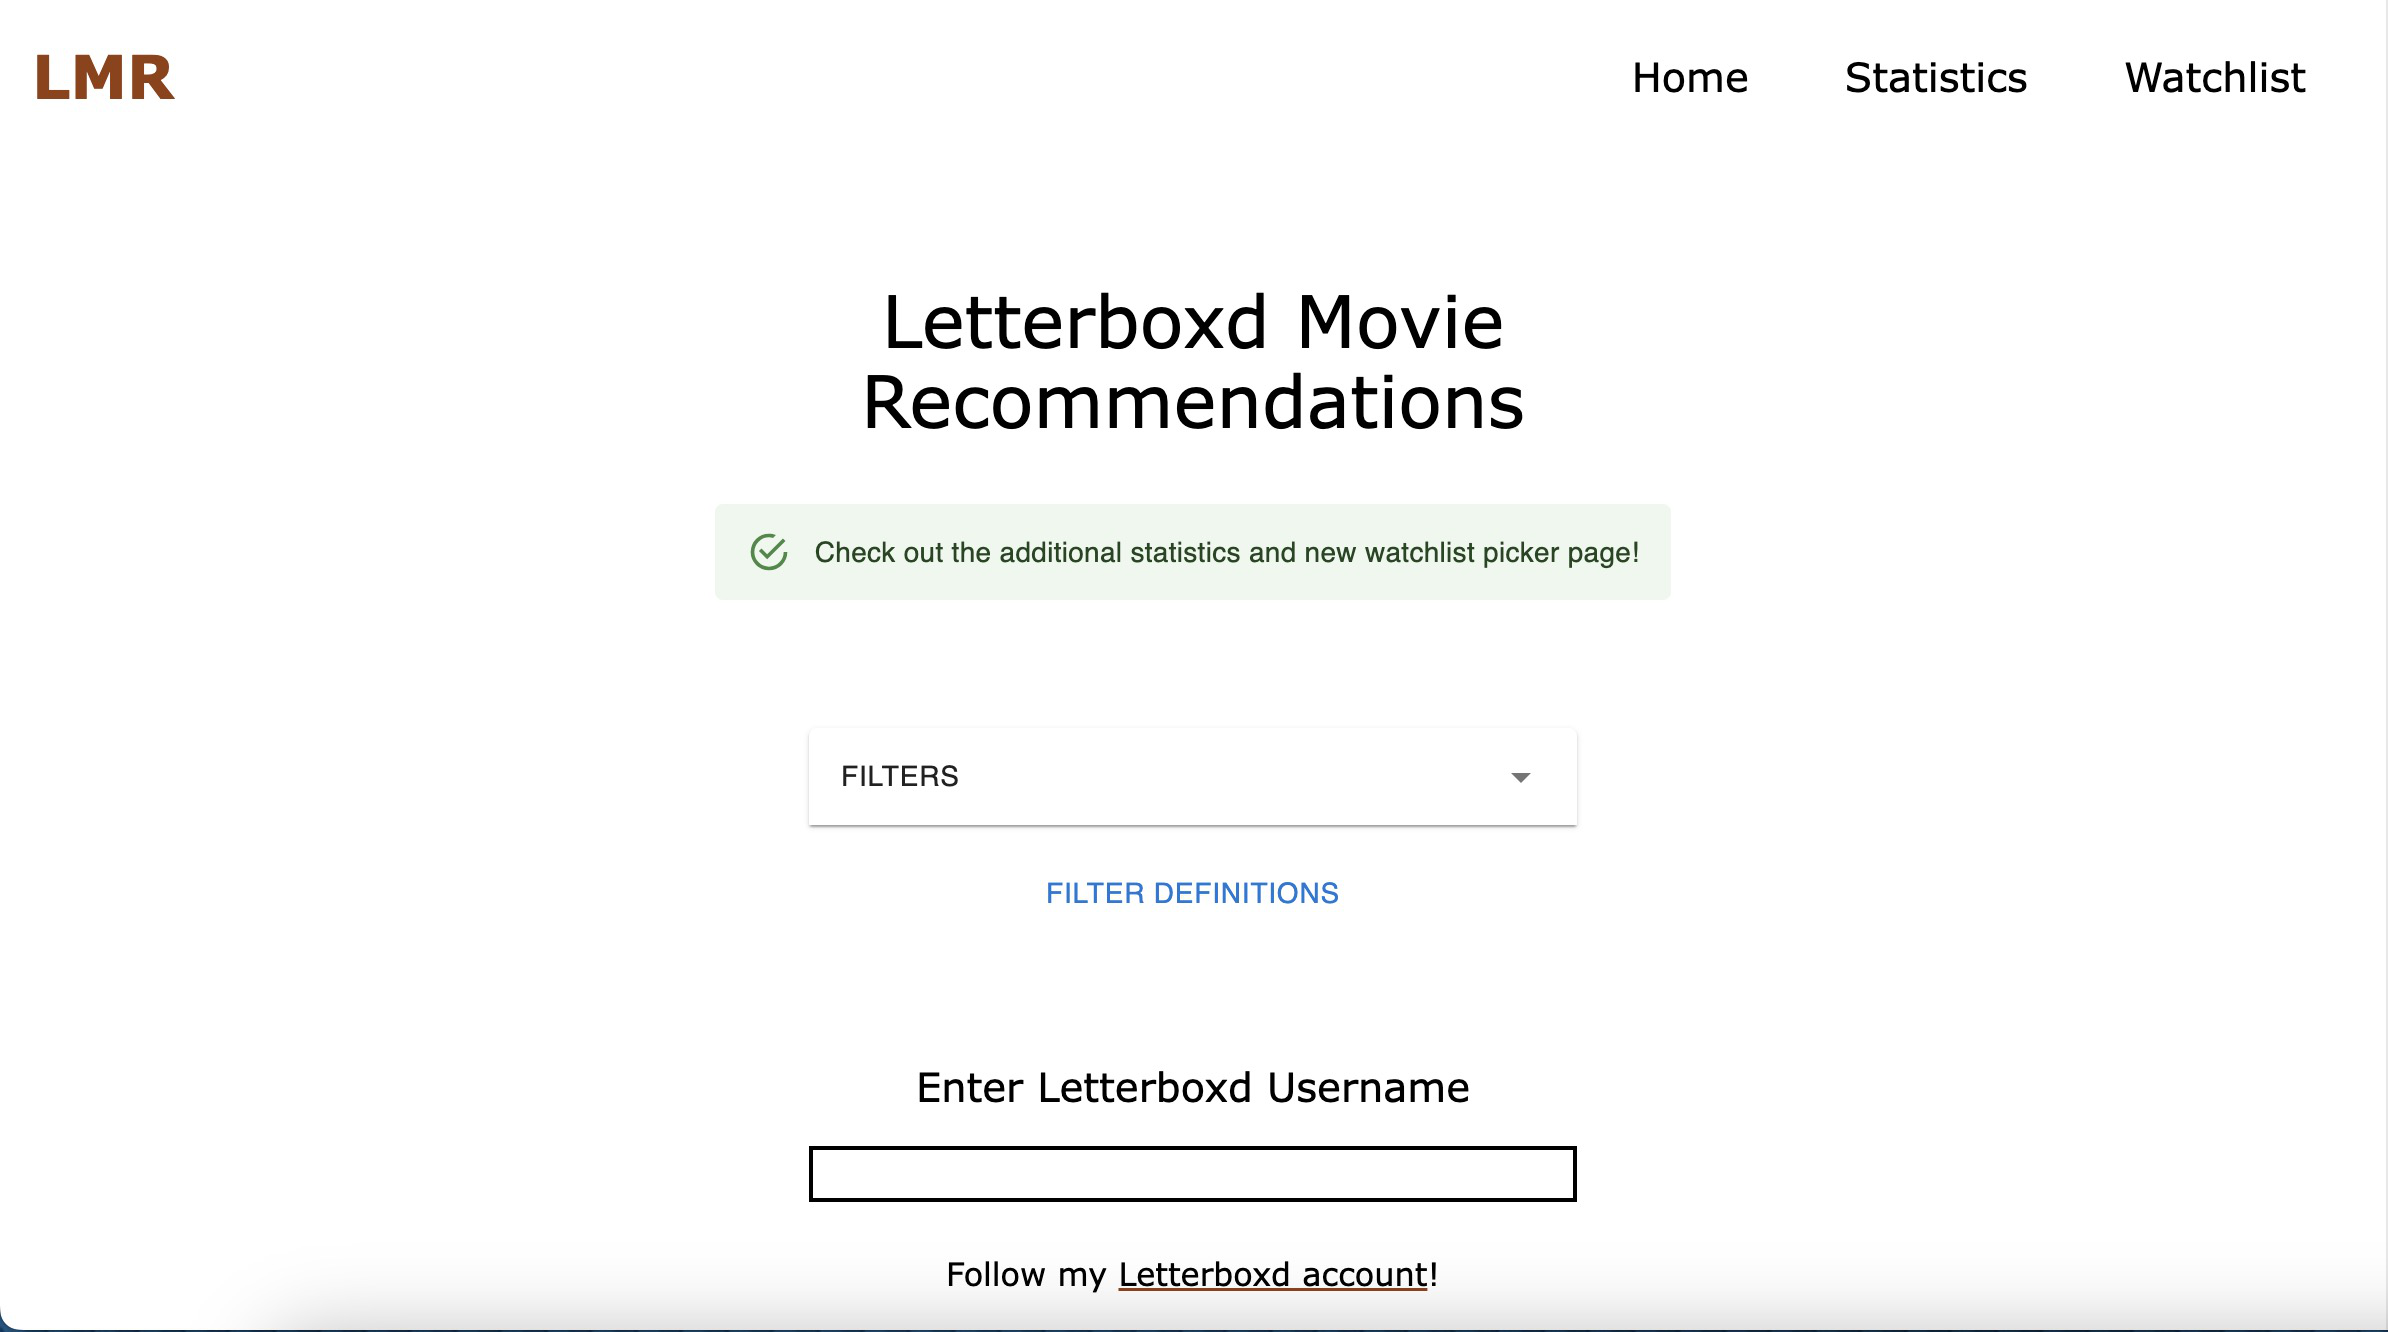 LMR
Home Statistics Watchlist
Letterboxd Movie
Recommendations
Check out the additional statistics and new watchlist picker page!
FILTERS
FILTER DEFINITIONS
Enter Letterboxd Username
Follow my Letterboxd account!